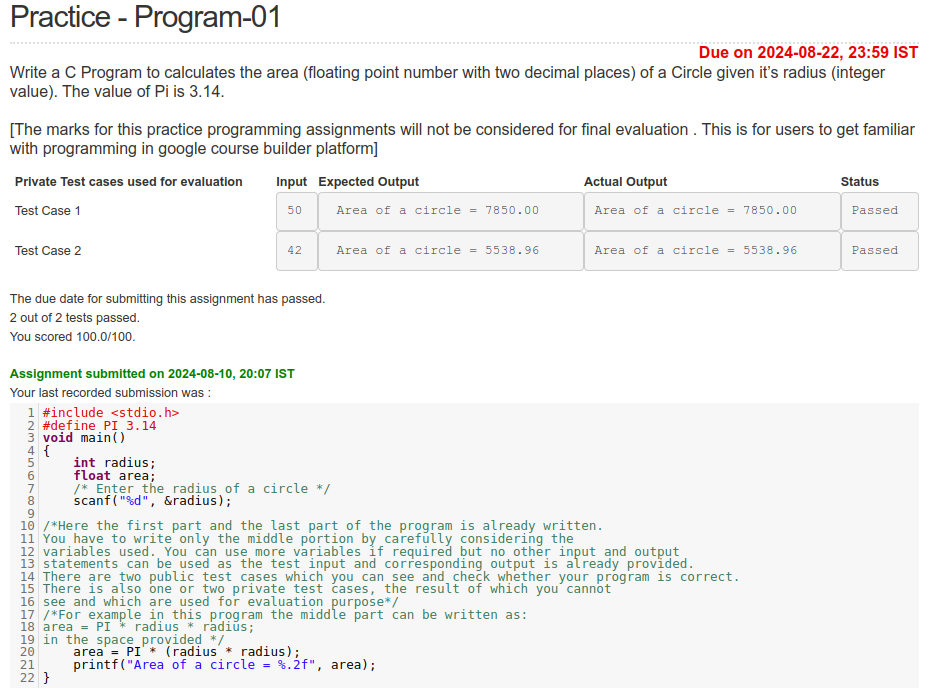 Practice - Program-01
Due on 2024-08-22, 23:59 IST
Write a C Program to calculates the area (floating point number with two decimal places) of a Circle given it's radius (integer
value). The value of Pi is 3.14.
[The marks for this practice programming assignments will not be considered for final evaluation . This is for users to get familiar
with programming in google course builder platform]
Private Test cases used for evaluation Input Expected Output Actual Output Status
Test Case 1 50 Area of a circle = 7850.00 Area of a circle = 7850.00 Passed
Test Case 2 42 Area of a circle = 5538.96 Area of a circle = 5538.96 Passed
The due date for submitting this assignment has passed.
2 out of 2 tests passed.
You scored 100.0/100.
Assignment submitted on 2024-08-10, 20:07 IST
Your last recorded submission was :
1 #include <stdio.h>
2 #define PI 3.14
3 void main()
4 {
5     int radius;
6     float area;
7     /* Enter the radius of a circle */
8     scanf("%d", &radius);
9
10 /*Here the first part and the last part of the program is already written.
11 You have to write only the middle portion by carefully considering the
12 variables used. You can use more variables if required but no other input and output
13 statements can be used as the test input and corresponding output is already provided.
14 There are two public test cases which you can see and check whether your program is correct.
15 There is also one or two private test cases, the result of which you cannot
16 see and which are used for evaluation purpose*/
17 /*For example in this program the middle part can be written as:
18 area = PI * radius * radius;
19 in the space provided */
20     area = PI * (radius * radius);
21     printf("Area of a circle = %.2f", area);
22 }